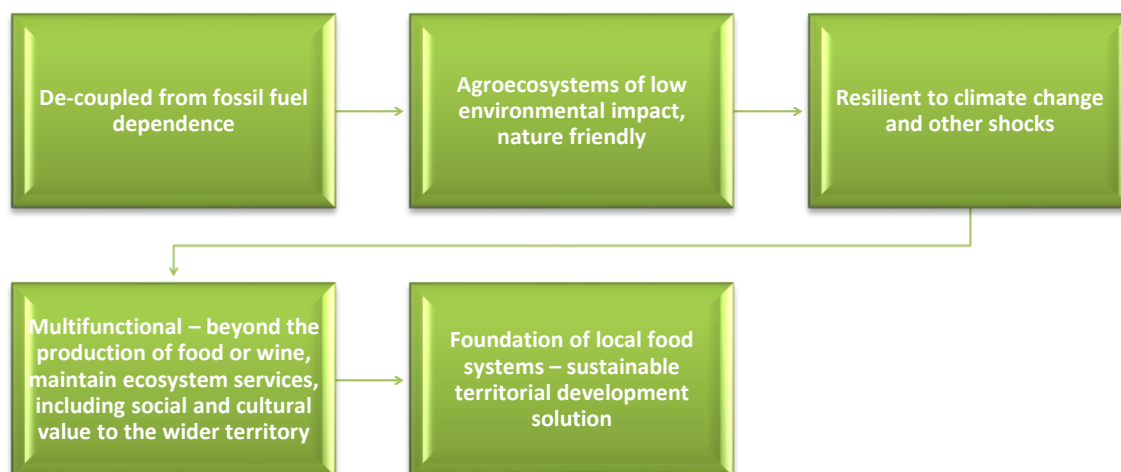 De-coupled from fossil fuel
dependence
Agroecosystems of low
environmental impact,
nature friendly
Resilient to climate change
and other shocks
Multifunctional – beyond the
production of food or wine,
maintain ecosystem services,
including social and cultural
value to the wider territory
Foundation of local food
systems – sustainable
territorial development
solution